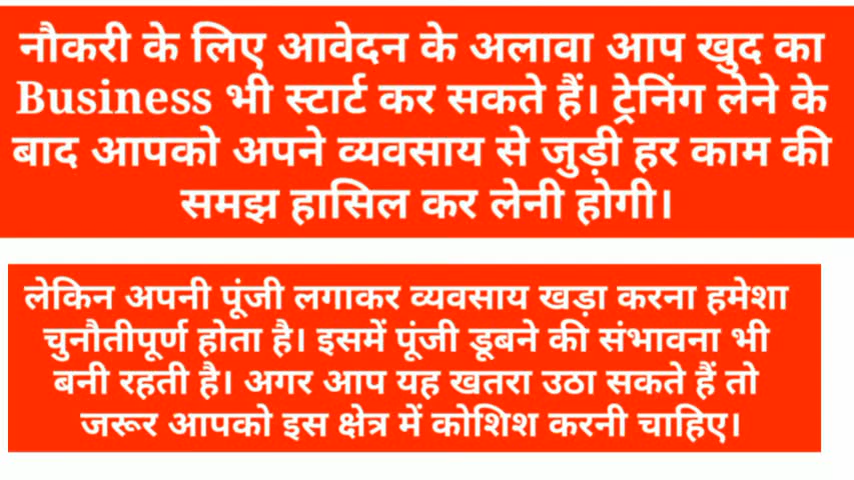 नौकरी के लिए आवेदन के अलावा आप खुद का
Business भी स्टार्ट कर सकते हैं। ट्रेनिंग लेने के
बाद आपको अपने व्यवसाय से जुड़ी हर काम की
समझ हासिल कर लेनी होगी।
लेकिन अपनी पूंजी लगाकर व्यवसाय खड़ा करना हमेशा
चुनौतीपूर्ण होता है। इसमें पूंजी डूबने की संभावना भी
बनी रहती है। अगर आप यह खतरा उठा सकते हैं तो
जरूर आपको इस क्षेत्र में कोशिश करनी चाहिए।